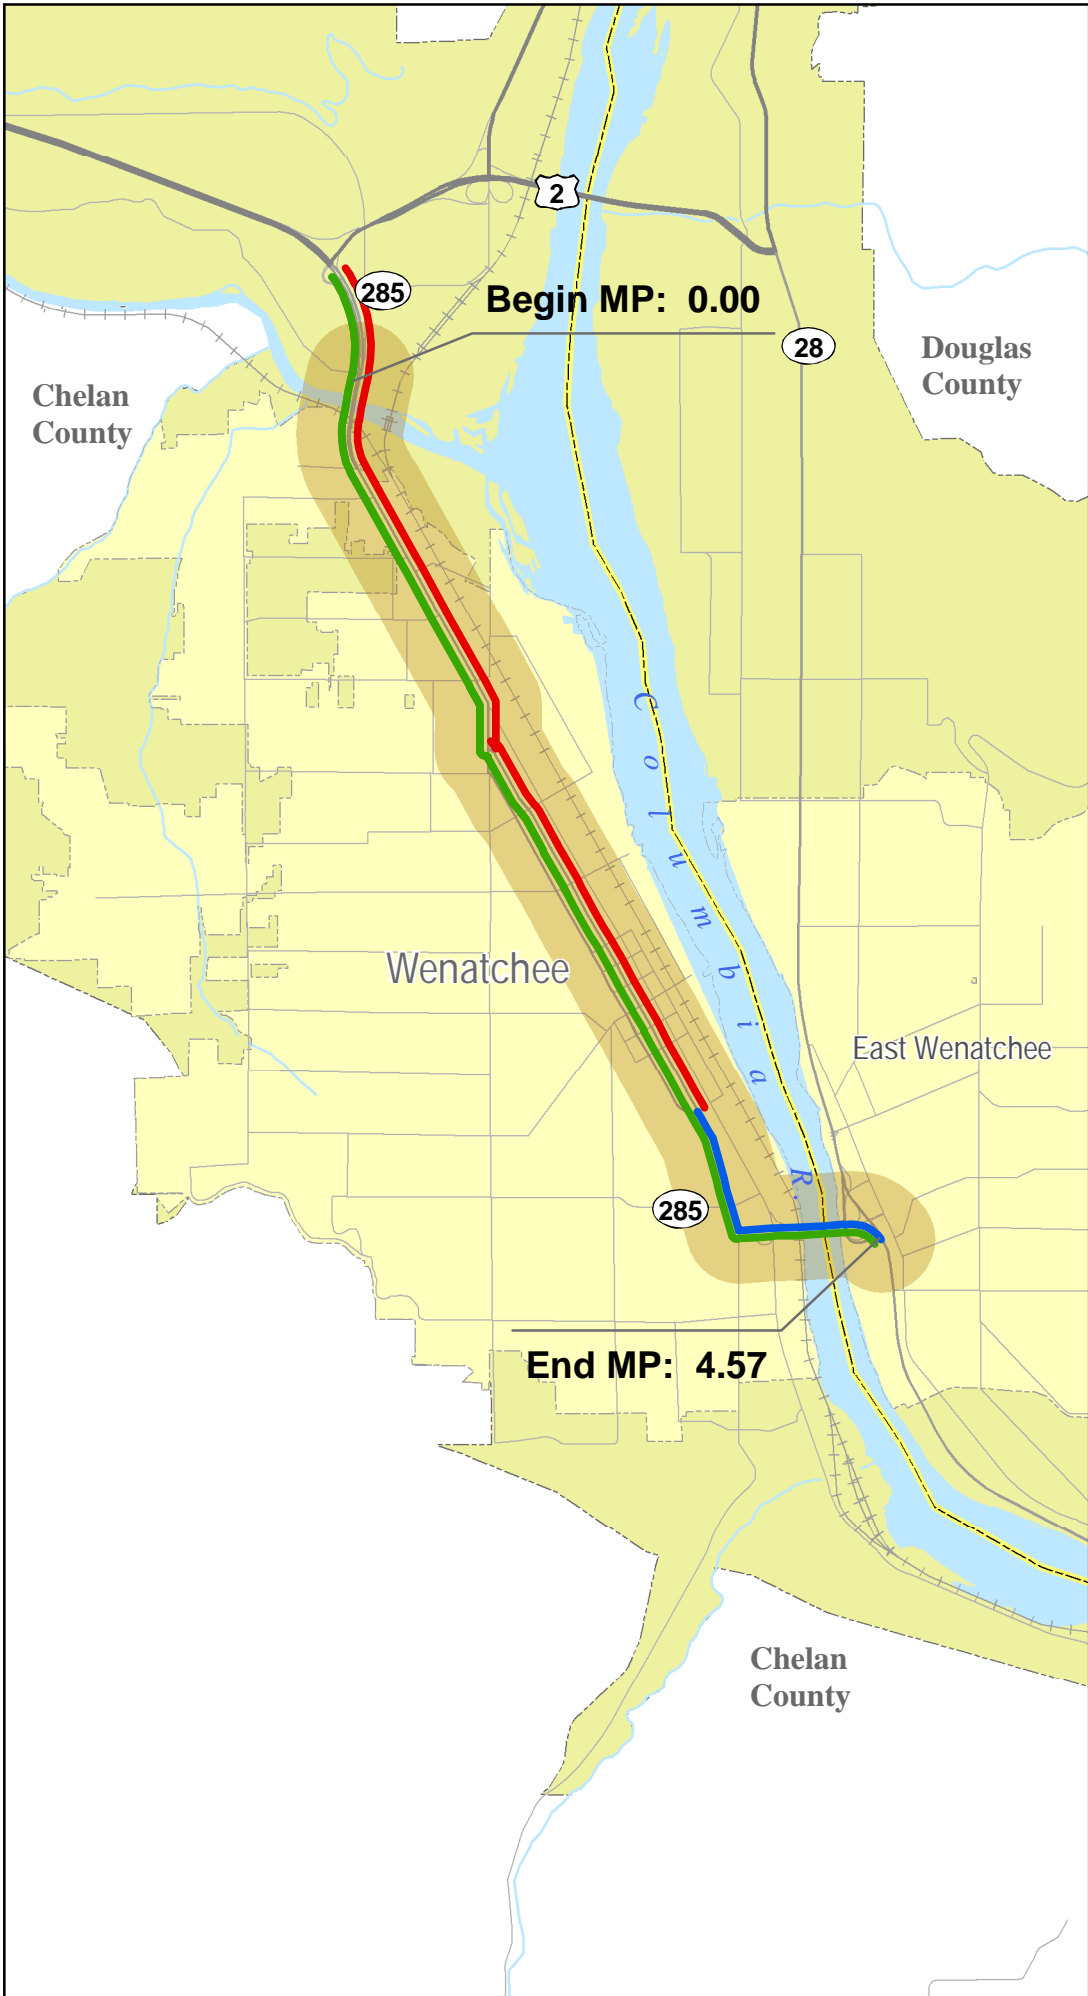 2
285
Begin MP: 0.00
28
Douglas
County
Chelan
County
Columbia R.
Wenatchee
East Wenatchee
285
End MP: 4.57
Chelan
County